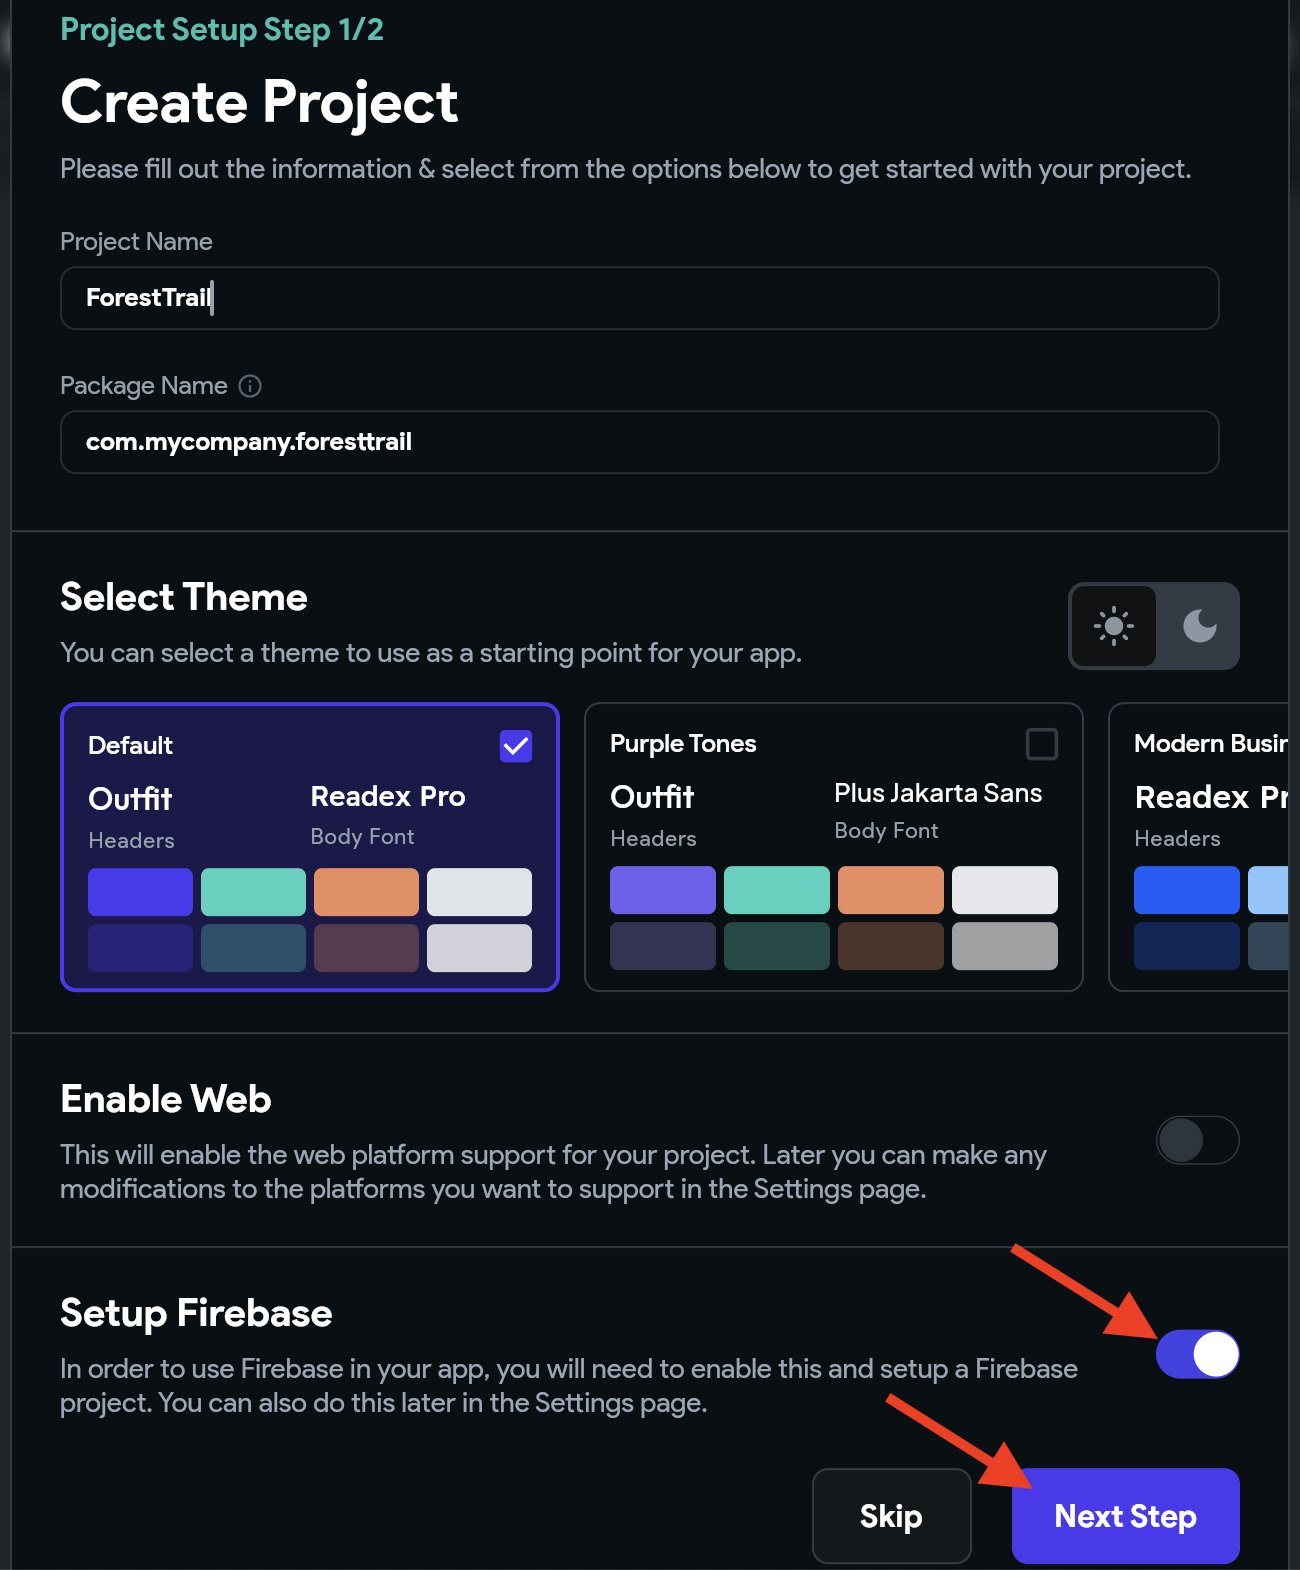 Project Setup Step 1/2
Create Project
Please fill out the information & select from the options below to get started with your project.
Project Name
ForestTrail
Package Name
com.mycompany.foresttrail
Select Theme
You can select a theme to use as a starting point for your app.
Default
Outfit
Readex Pro
Headers
Body Font
Purple Tones
Outfit
Plus Jakarta Sans
Headers
Body Font
Modern Busin
Readex Pr
Headers
Enable Web
This will enable the web platform support for your project. Later you can make any
modifications to the platforms you want to support in the Settings page.
Setup Firebase
In order to use Firebase in your app, you will need to enable this and setup a Firebase
project. You can also do this later in the Settings page.
Skip
Next Step